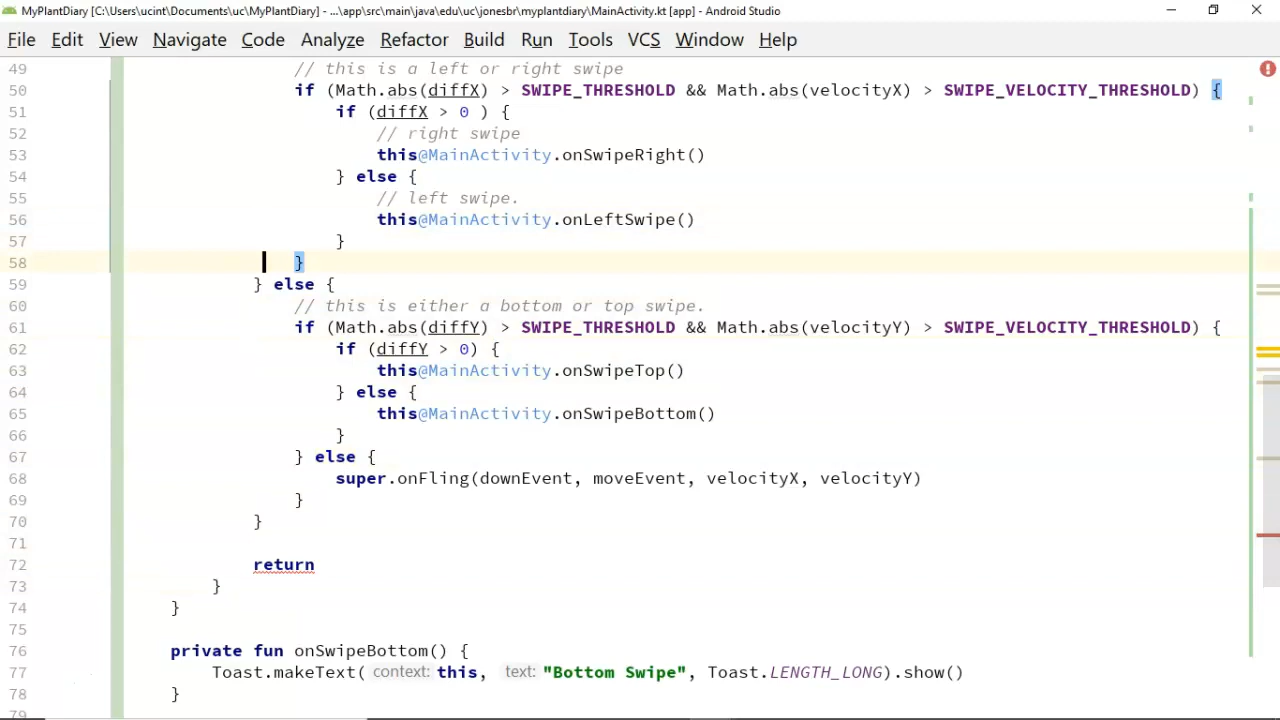 MyPlantDiary [C:\Users\ucint\Documents\uc\MyPlantDiary] - ...\app\src\main\java\edu\uc\jonesbr\myplantdiary\MainActivity.kt [app] - Android Studio
File Edit View Navigate Code Analyze Refactor Build Run Tools VCS Window Help
49 // this is a left or right swipe
50 if (Math.abs(diffX) > SWIPE_THRESHOLD && Math.abs(velocityX) > SWIPE_VELOCITY_THRESHOLD) {
51 if (diffX > 0 ) {
52 // right swipe
53 this@MainActivity.onSwipeRight()
54 } else {
55 // left swipe.
56 this@MainActivity.onLeftSwipe()
57 }
58 }
59 } else {
60 // this is either a bottom or top swipe.
61 if (Math.abs(diffY) > SWIPE_THRESHOLD && Math.abs(velocityY) > SWIPE_VELOCITY_THRESHOLD) {
62 if (diffY > 0) {
63 this@MainActivity.onSwipeTop()
64 } else {
65 this@MainActivity.onSwipeBottom()
66 }
67 } else {
68 super.onFling(downEvent, moveEvent, velocityX, velocityY)
69 }
70 }
71
72 return
73 }
74 }
75
76 private fun onSwipeBottom() {
77 Toast.makeText( context: this, text: "Bottom Swipe", Toast.LENGTH_LONG).show()
78 }
79